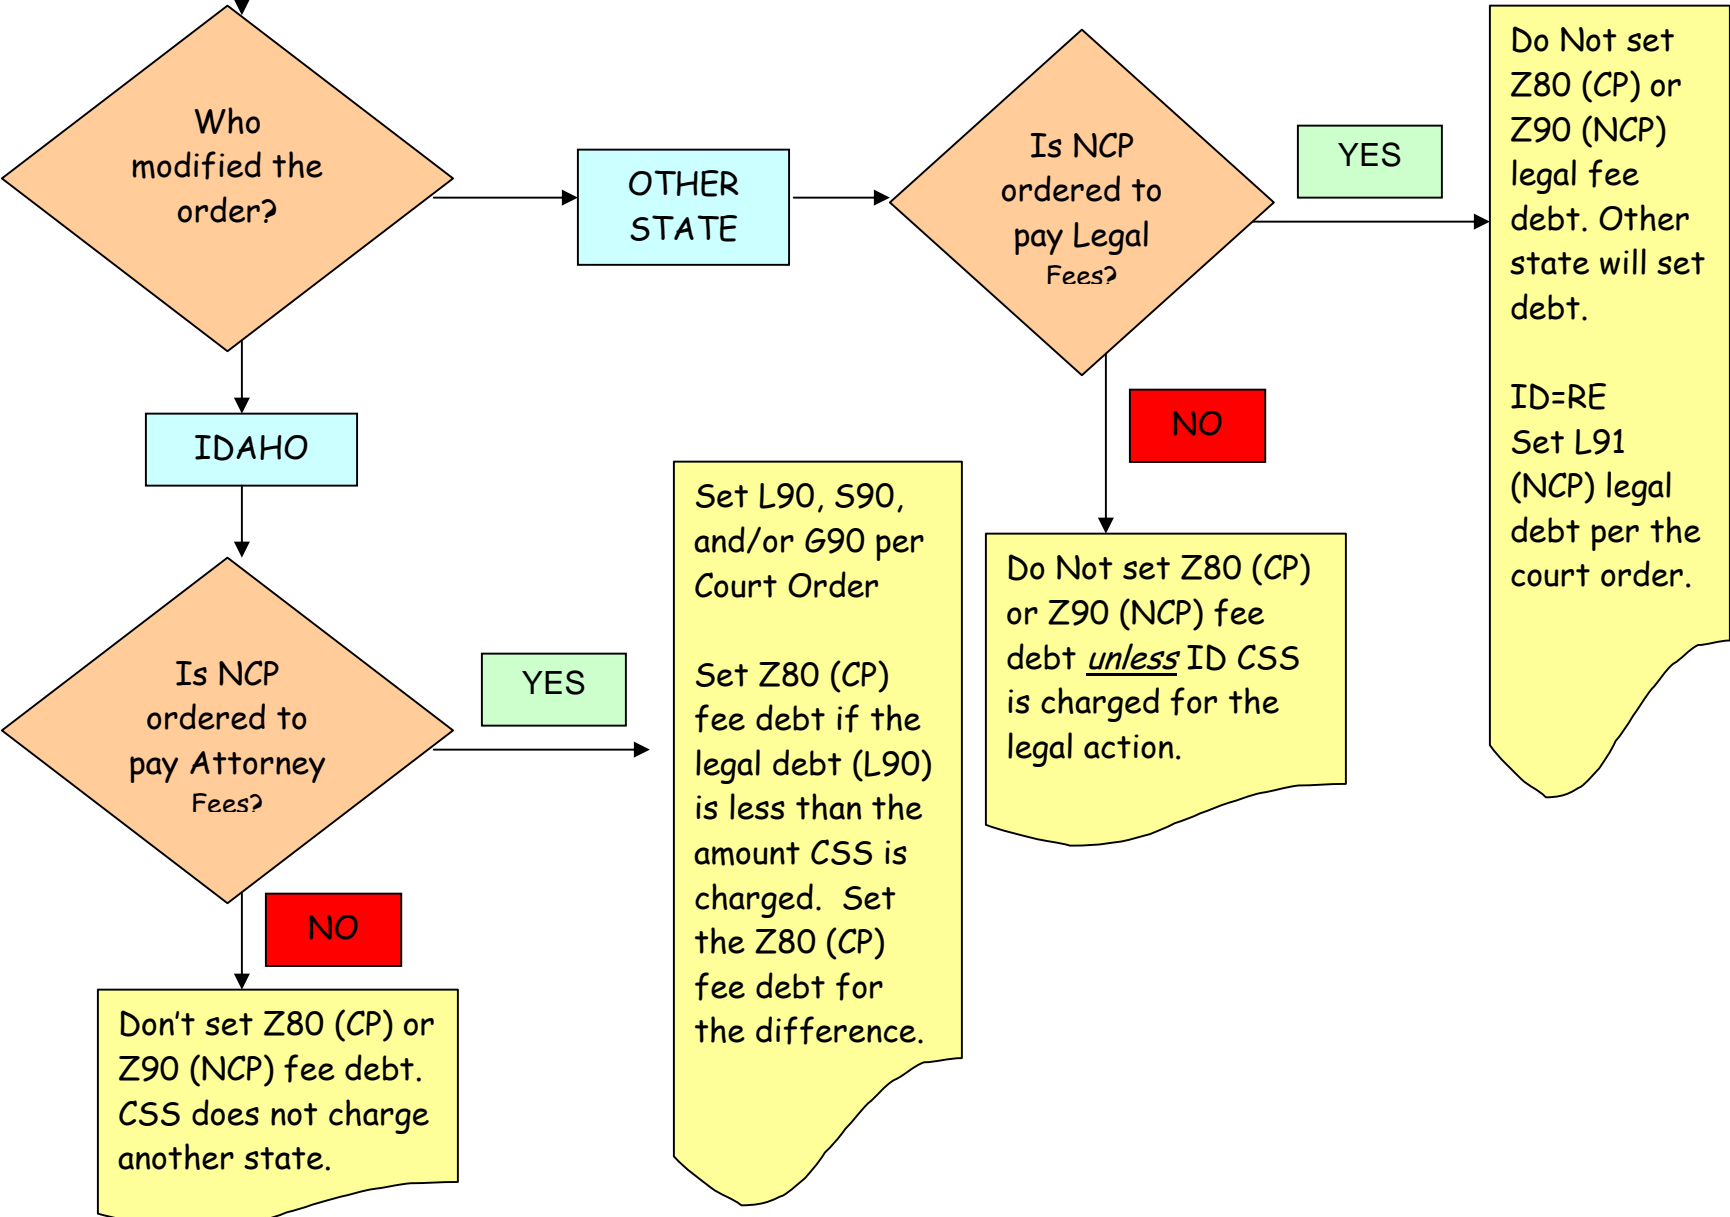 Who
modified the
order?
OTHER
STATE
Is NCP
ordered to
pay Legal
Fees?
YES
Do Not set
Z80 (CP) or
Z90 (NCP)
legal fee
debt. Other
state will set
debt.
ID=RE
Set L91
(NCP) legal
debt per the
court order.
NO
Do Not set Z80 (CP)
or Z90 (NCP) fee
debt unless ID CSS
is charged for the
legal action.
IDAHO
Is NCP
ordered to
pay Attorney
Fees?
YES
Set L90, S90,
and/or G90 per
Court Order
Set Z80 (CP)
fee debt if the
legal debt (L90)
is less than the
amount CSS is
charged.  Set
the Z80 (CP)
fee debt for
the difference.
NO
Don't set Z80 (CP) or
Z90 (NCP) fee debt.
CSS does not charge
another state.